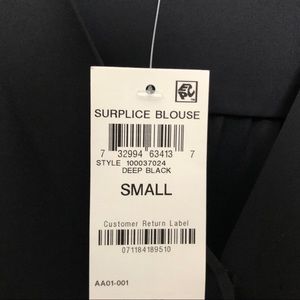 SURPLICE BLOUSE
7 32994 63413 7
STYLE 100037024
DEEP BLACK
SMALL
Customer Return Label
071184189510
AA01-001